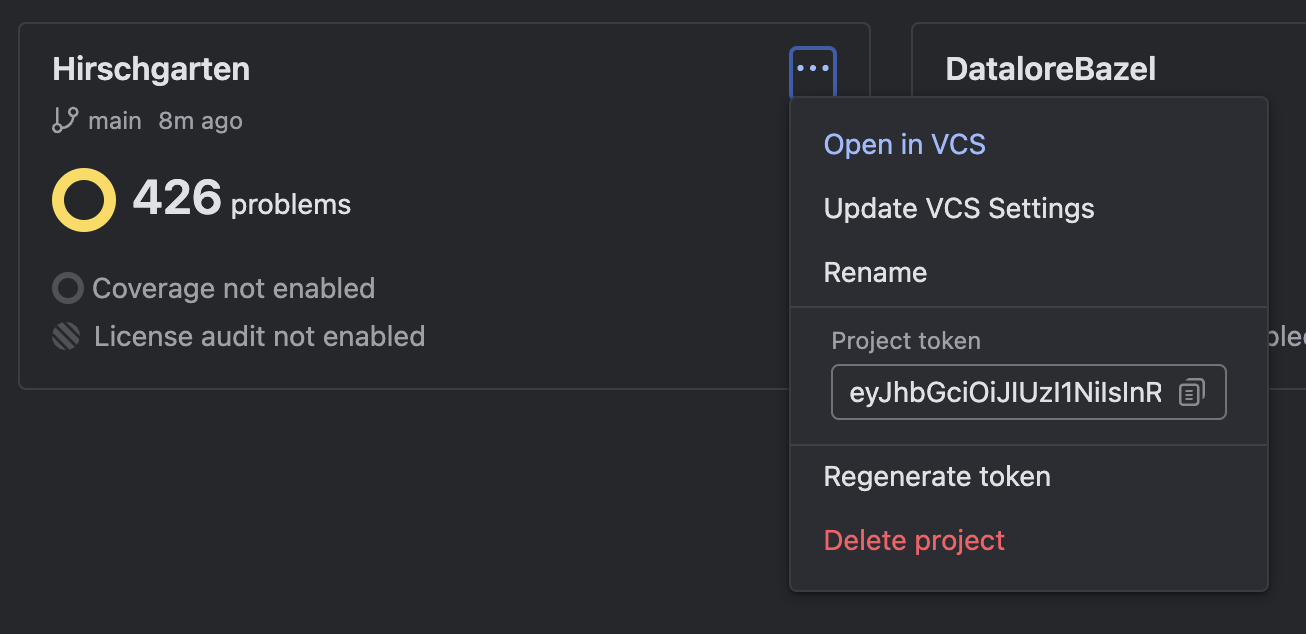 Hirschgarten
main 8m ago
426 problems
Coverage not enabled
License audit not enabled
DataloreBazel
Open in VCS
Update VCS Settings
Rename
Project token
eyJhbGciOiJIUzI1NiIsInR
Regenerate token
Delete project